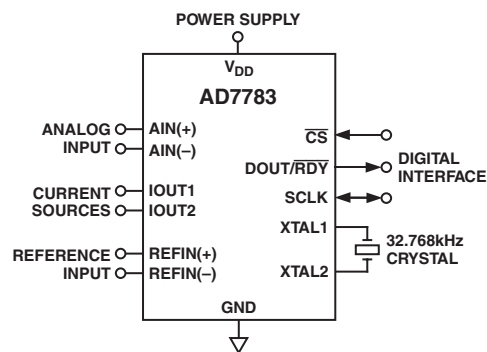 POWER SUPPLY
VDD
AD7783
ANALOG
INPUT
AIN(+)
AIN(–)
CURRENT
SOURCES
IOUT1
IOUT2
REFERENCE
INPUT
REFIN(+)
REFIN(–)
CS
DOUT/RDY
SCLK
DIGITAL
INTERFACE
XTAL1
XTAL2
32.768kHz
CRYSTAL
GND